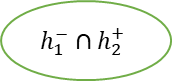 h₁⁻ ∩ h₂⁺